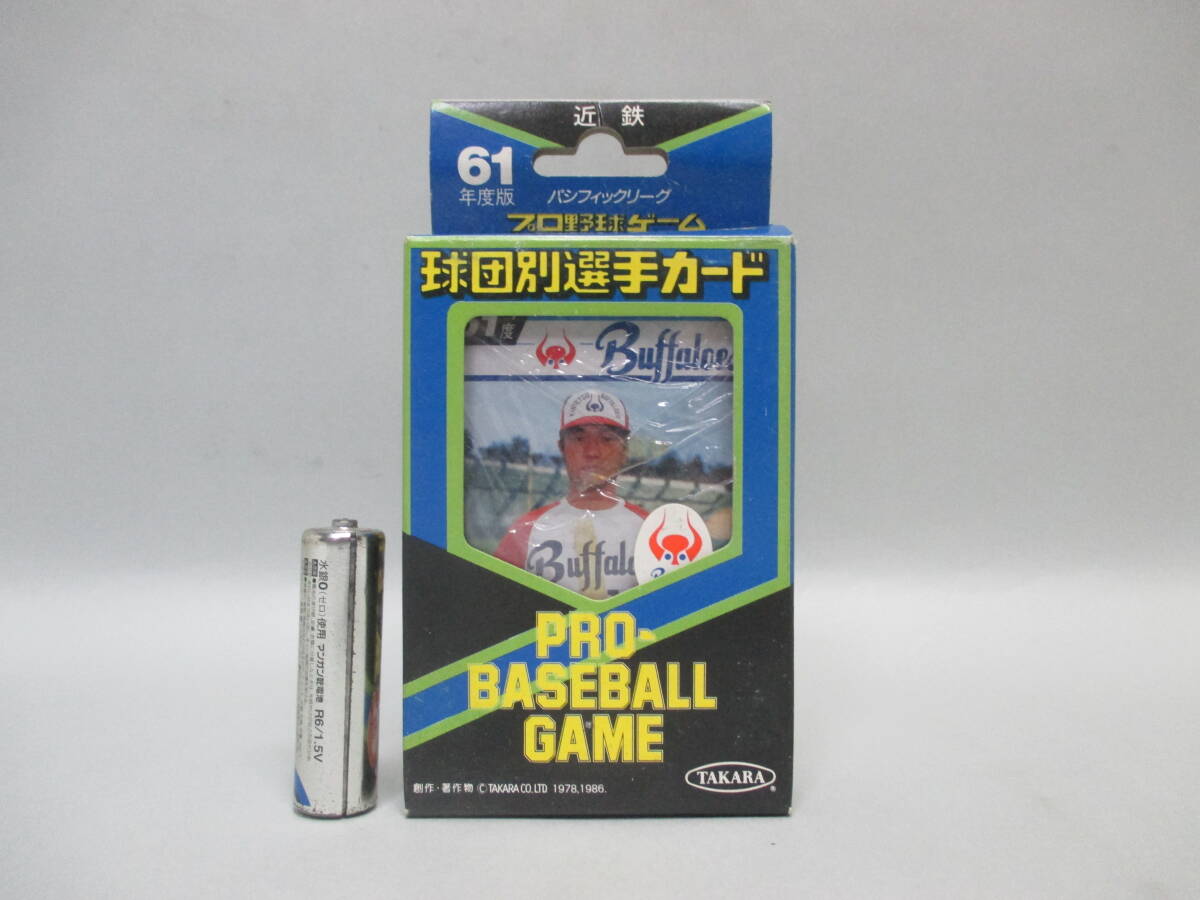 近鉄
61
年度版
パシフィックリーグ
プロ野球ゲーム
球団別選手カード
度
Buffaloes
Buffalo
PRO-
BASEBALL
GAME
TAKARA
創作・著作物 © TAKARA CO.LTD 1978,1986.
水銀0(ゼロ)使用 マンガン乾電池 R6/1.5V